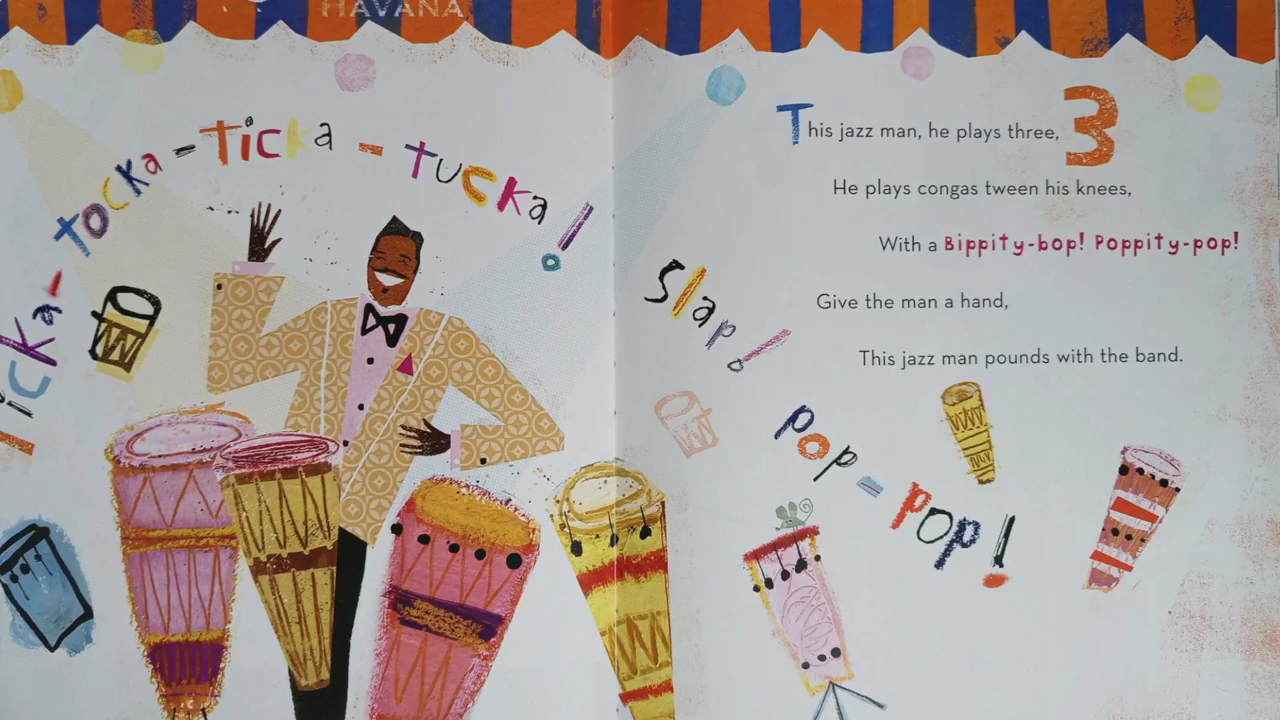 HAVANA
Ticka-tocka-Ticka-tucka!
This jazz man, he plays three, 3
He plays congas tween his knees,
With a Bippity-bop! Poppity-pop!
Give the man a hand,
This jazz man pounds with the band.
Slap!
pop-pop!